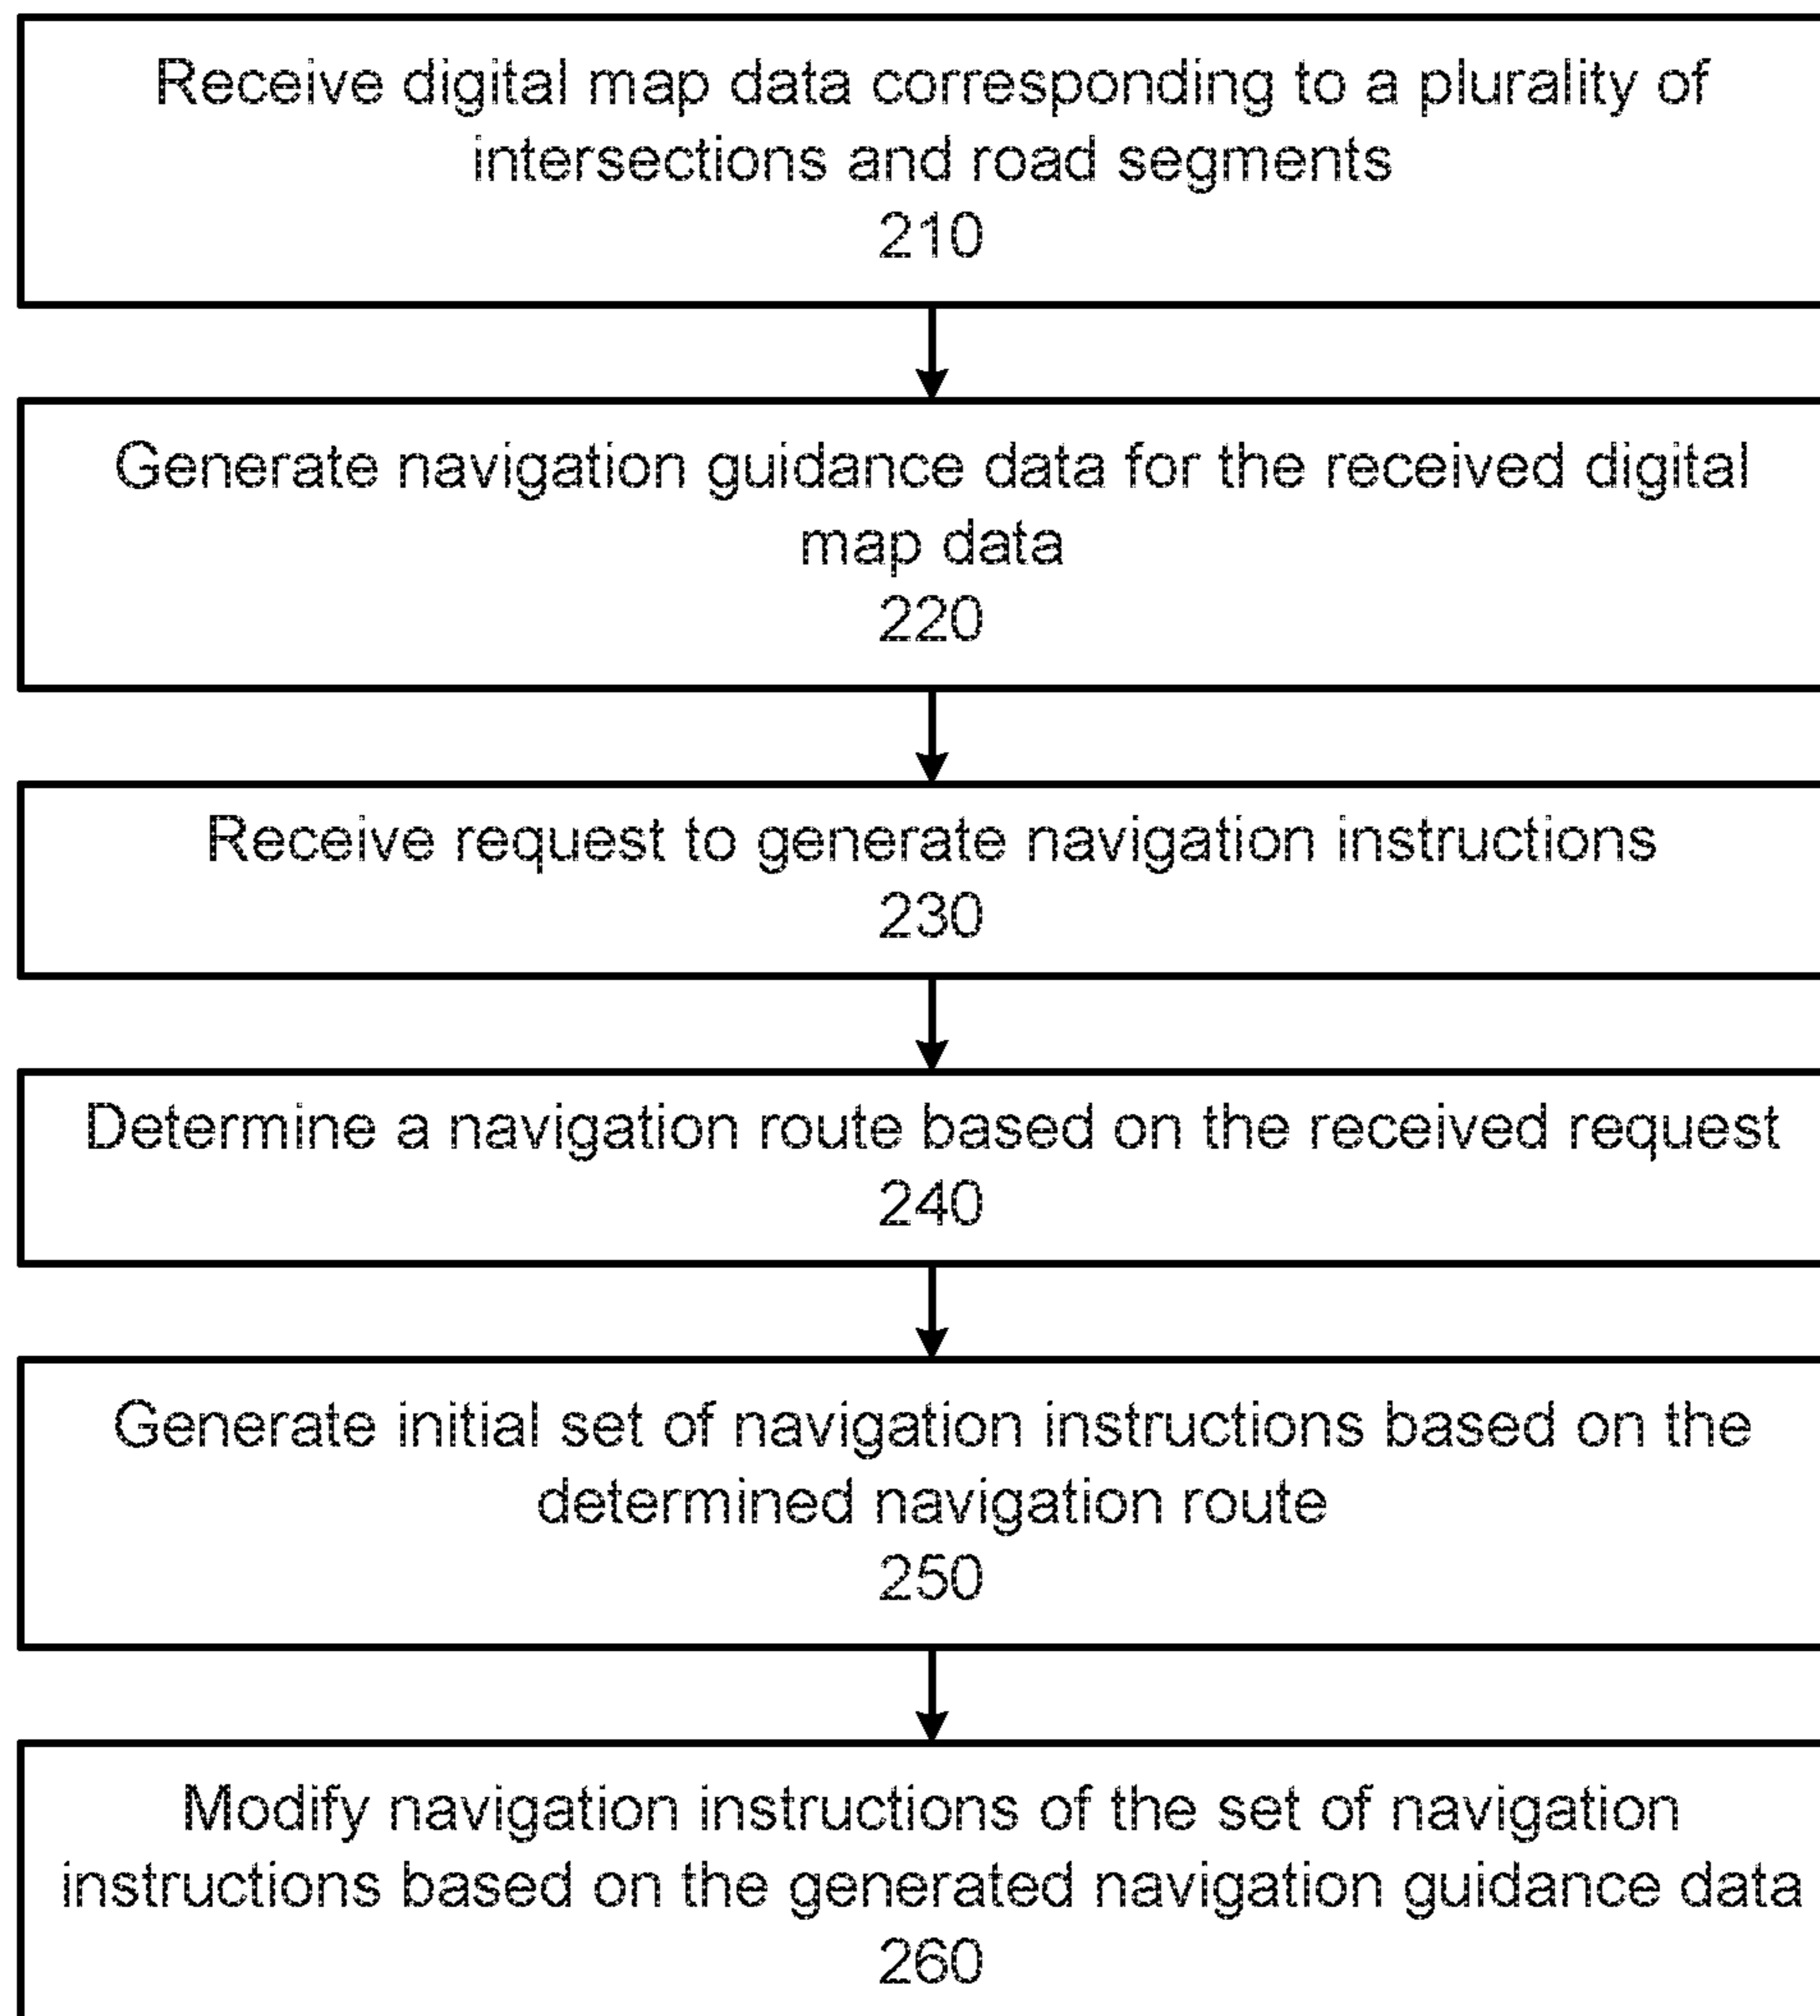 Receive digital map data corresponding to a plurality of
intersections and road segments
210
Generate navigation guidance data for the received digital
map data
220
Receive request to generate navigation instructions
230
Determine a navigation route based on the received request
240
Generate initial set of navigation instructions based on the
determined navigation route
250
Modify navigation instructions of the set of navigation
instructions based on the generated navigation guidance data
260